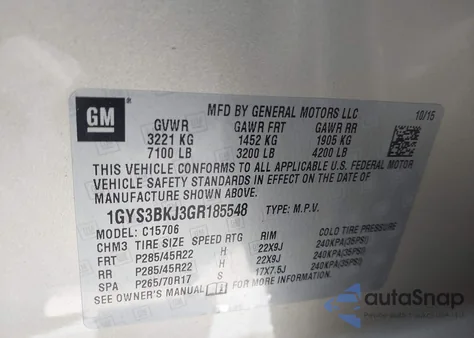 GM
MFD BY GENERAL MOTORS LLC
10/15
GVWR GAWR FRT GAWR RR
3221 KG 1452 KG 1905 KG
7100 LB 3200 LB 4200 LB
THIS VEHICLE CONFORMS TO ALL APPLICABLE U.S. FEDERAL MOTOR
VEHICLE SAFETY STANDARDS IN EFFECT ON THE DATE OF
MANUFACTURE SHOWN ABOVE.
1GYS3BKJ3GR185548 TYPE: M.P.V.
MODEL: C15706
CHM3 TIRE SIZE SPEED RTG RIM COLD TIRE PRESSURE
FRT P285/45R22 H 22X9J 240KPA(35PSI)
RR P285/45R22 H 22X9J 240KPA(35PSI)
SPA P265/70R17 S 17X7.5J 240KPA(35PSI)
SEE OWNER'S MANUAL FOR MORE INFORMATION.
autoSnap